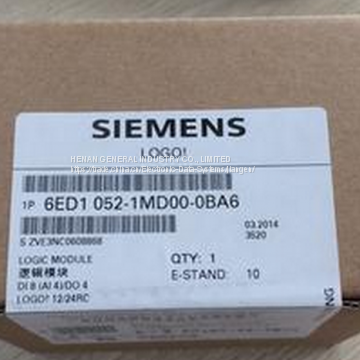 SIEMENS
LOGO!
HENAN GENERAL INDUSTRY CO., LIMITED
1P 6ED1 052-1MD00-0BA6
S ZVE3NC0608868
03.2014
3520
LOGIC MODULE
QTY: 1
逻辑模块
E-STAND: 10
DI 8 (AI 4)/DO 4
LOGO! 12/24RC